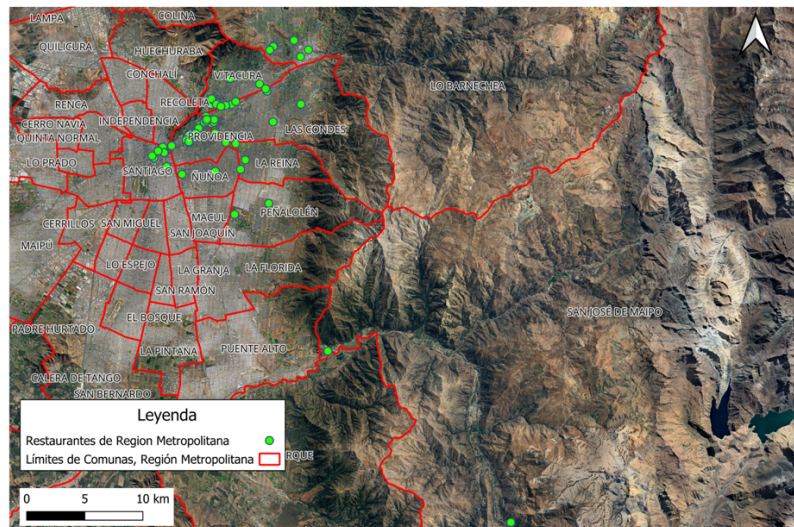 LAMPA
COLINA
QUILICURA
HUECHURABA
CONCHALÍ
VITACURA
LO BARNECHEA
RENCA
RECOLETA
CERRO NAVIA
INDEPENDENCIA
LAS CONDES
QUINTA NORMAL
PROVIDENCIA
LO PRADO
SANTIAGO
LA REINA
ÑUÑOA
CERRILLOS
SAN MIGUEL
MACUL
PEÑALOLÉN
SAN JOAQUÍN
MAIPÚ
LO ESPEJO
LA GRANJA
LA FLORIDA
SAN RAMÓN
EL BOSQUE
SAN JOSÉ DE MAIPO
PADRE HURTADO
LA PINTANA
PUENTE ALTO
CALERA DE TANGO
SAN BERNARDO
Leyenda
Restaurantes de Region Metropolitana
Límites de Comunas, Región Metropolitana
RQUE
0 5 10 km